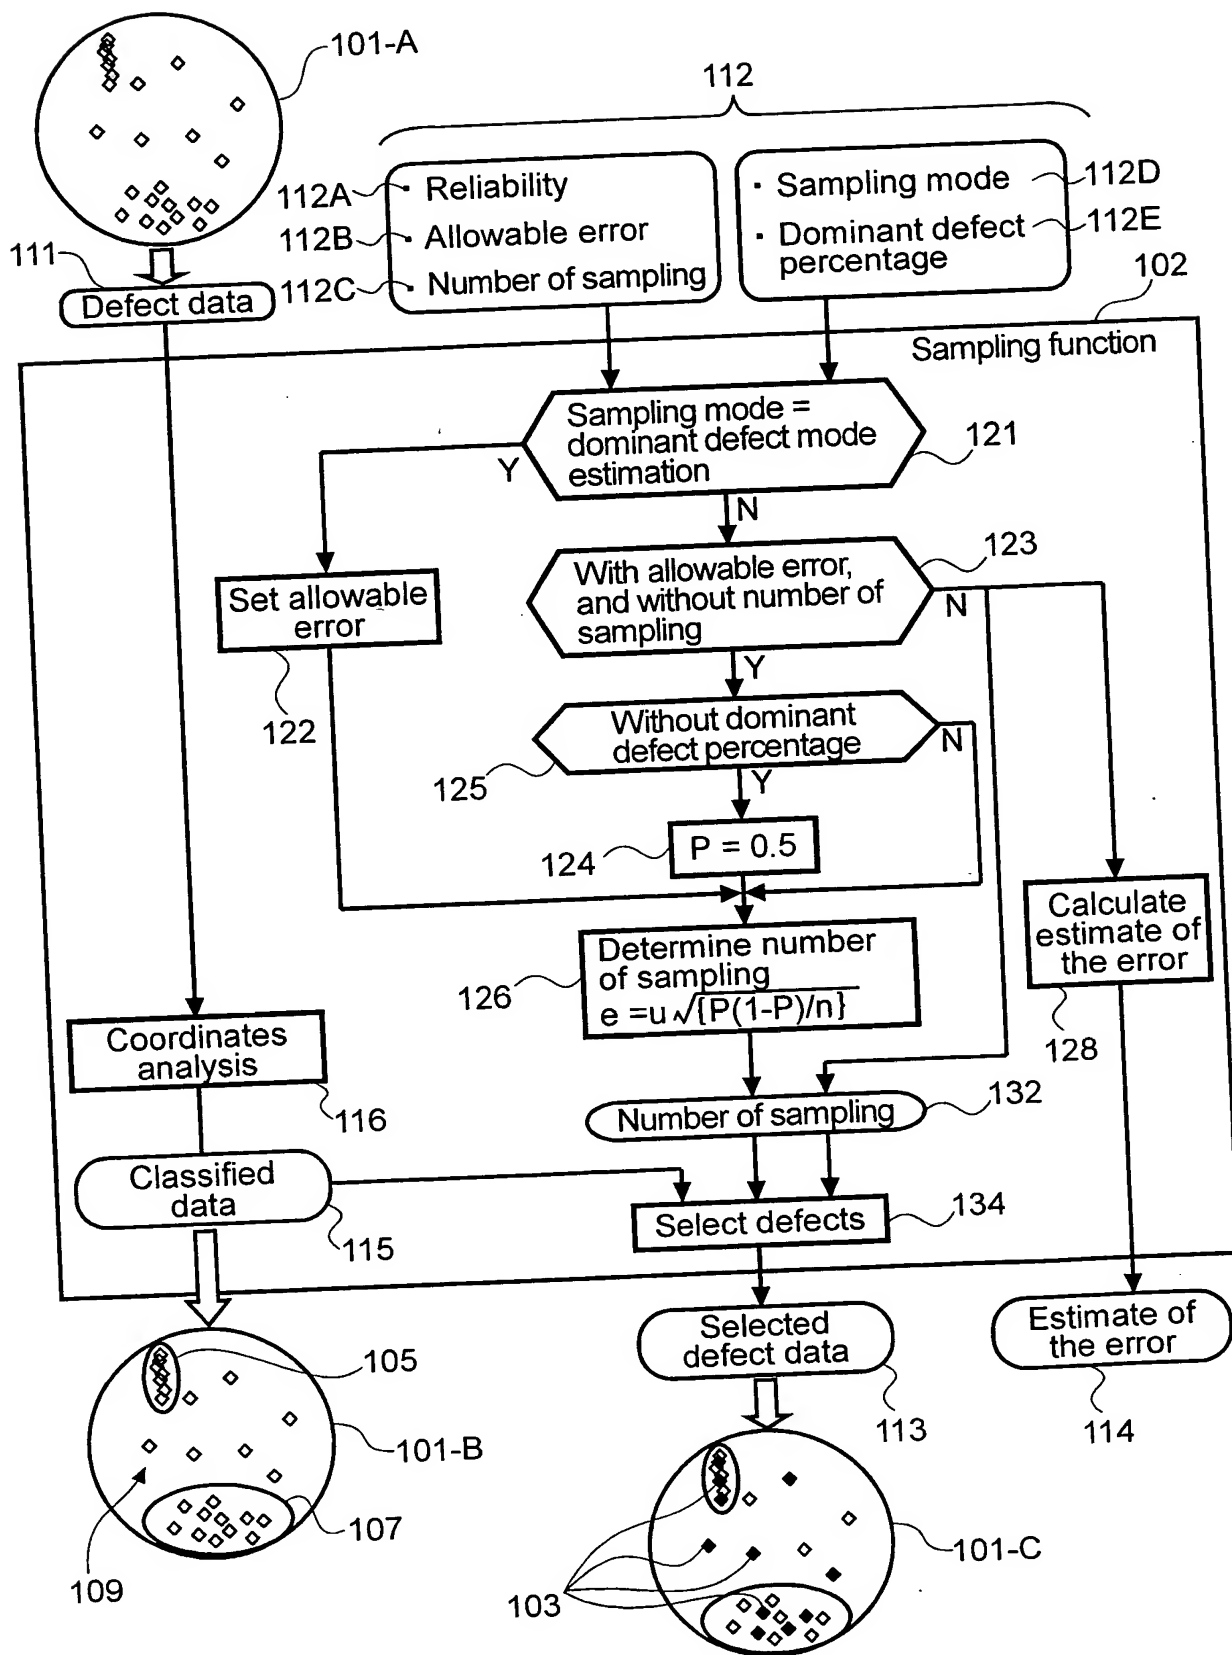 101-A
112
112A
· Reliability
112B
· Allowable error
112C
· Number of sampling
· Sampling mode
112D
· Dominant defect
percentage
112E
111
Defect data
102
Sampling function
Sampling mode =
dominant defect mode
estimation
121
Y
N
With allowable error,
and without number of
sampling
123
N
Set allowable
error
122
Y
Without dominant
defect percentage
N
125
Y
124
P = 0.5
Determine number
of sampling
e =u√{P(1-P)/n}
126
Calculate
estimate of
the error
128
Coordinates
analysis
116
Number of sampling
132
Classified
data
115
Select defects
134
Selected
defect data
113
Estimate of
the error
114
105
101-B
107
109
103
101-C